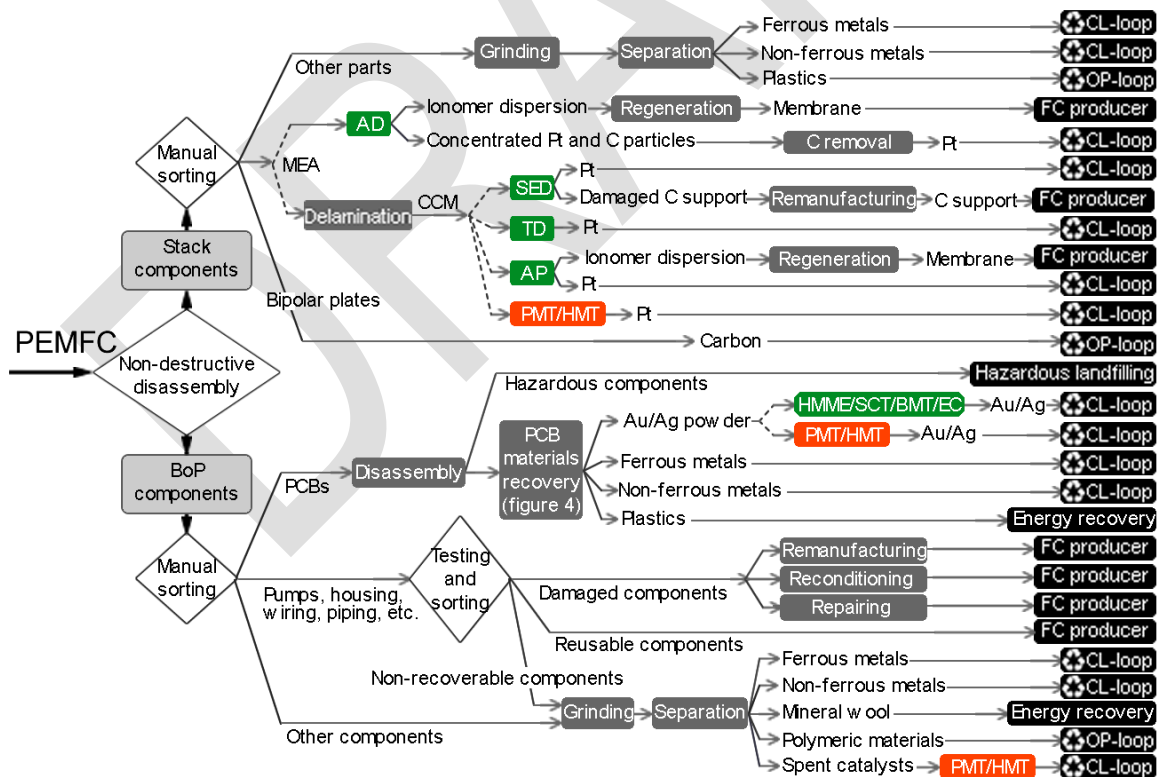 DRA
Ferrous metals
CL-loop
Grinding
Separation
Non-ferrous metals
CL-loop
Other parts
Plastics
OP-loop
Ionomer dispersion
Regeneration
Membrane
FC producer
AD
Manual
sorting
MEA
Concentrated Pt and C particles
C removal
Pt
CL-loop
Pt
CL-loop
SED
CCM
Damaged C support
Remanufacturing
C support
FC producer
Delamination
TD
Pt
CL-loop
Stack
components
Ionomer dispersion
Regeneration
Membrane
FC producer
AP
Pt
CL-loop
Bipolar plates
PMT/HMT
Pt
CL-loop
PEMFC
Carbon
OP-loop
Non-destructive
disassembly
Hazardous components
Hazardous landfilling
HMME/SCT/BMT/EC
Au/Ag
CL-loop
Au/Ag powder
PMT/HMT
Au/Ag
CL-loop
BoP
components
PCBs
Disassembly
PCB
materials
recovery
(figure 4)
Ferrous metals
CL-loop
Non-ferrous metals
CL-loop
Plastics
Energy recovery
Manual
sorting
Testing
and
sorting
Remanufacturing
FC producer
Pumps, housing,
wiring, piping, etc.
Damaged components
Reconditioning
FC producer
Repairing
FC producer
Reusable components
FC producer
Non-recoverable components
Ferrous metals
CL-loop
Non-ferrous metals
CL-loop
Grinding
Separation
Mineral wool
Energy recovery
Other components
Polymeric materials
OP-loop
Spent catalysts
PMT/HMT
CL-loop